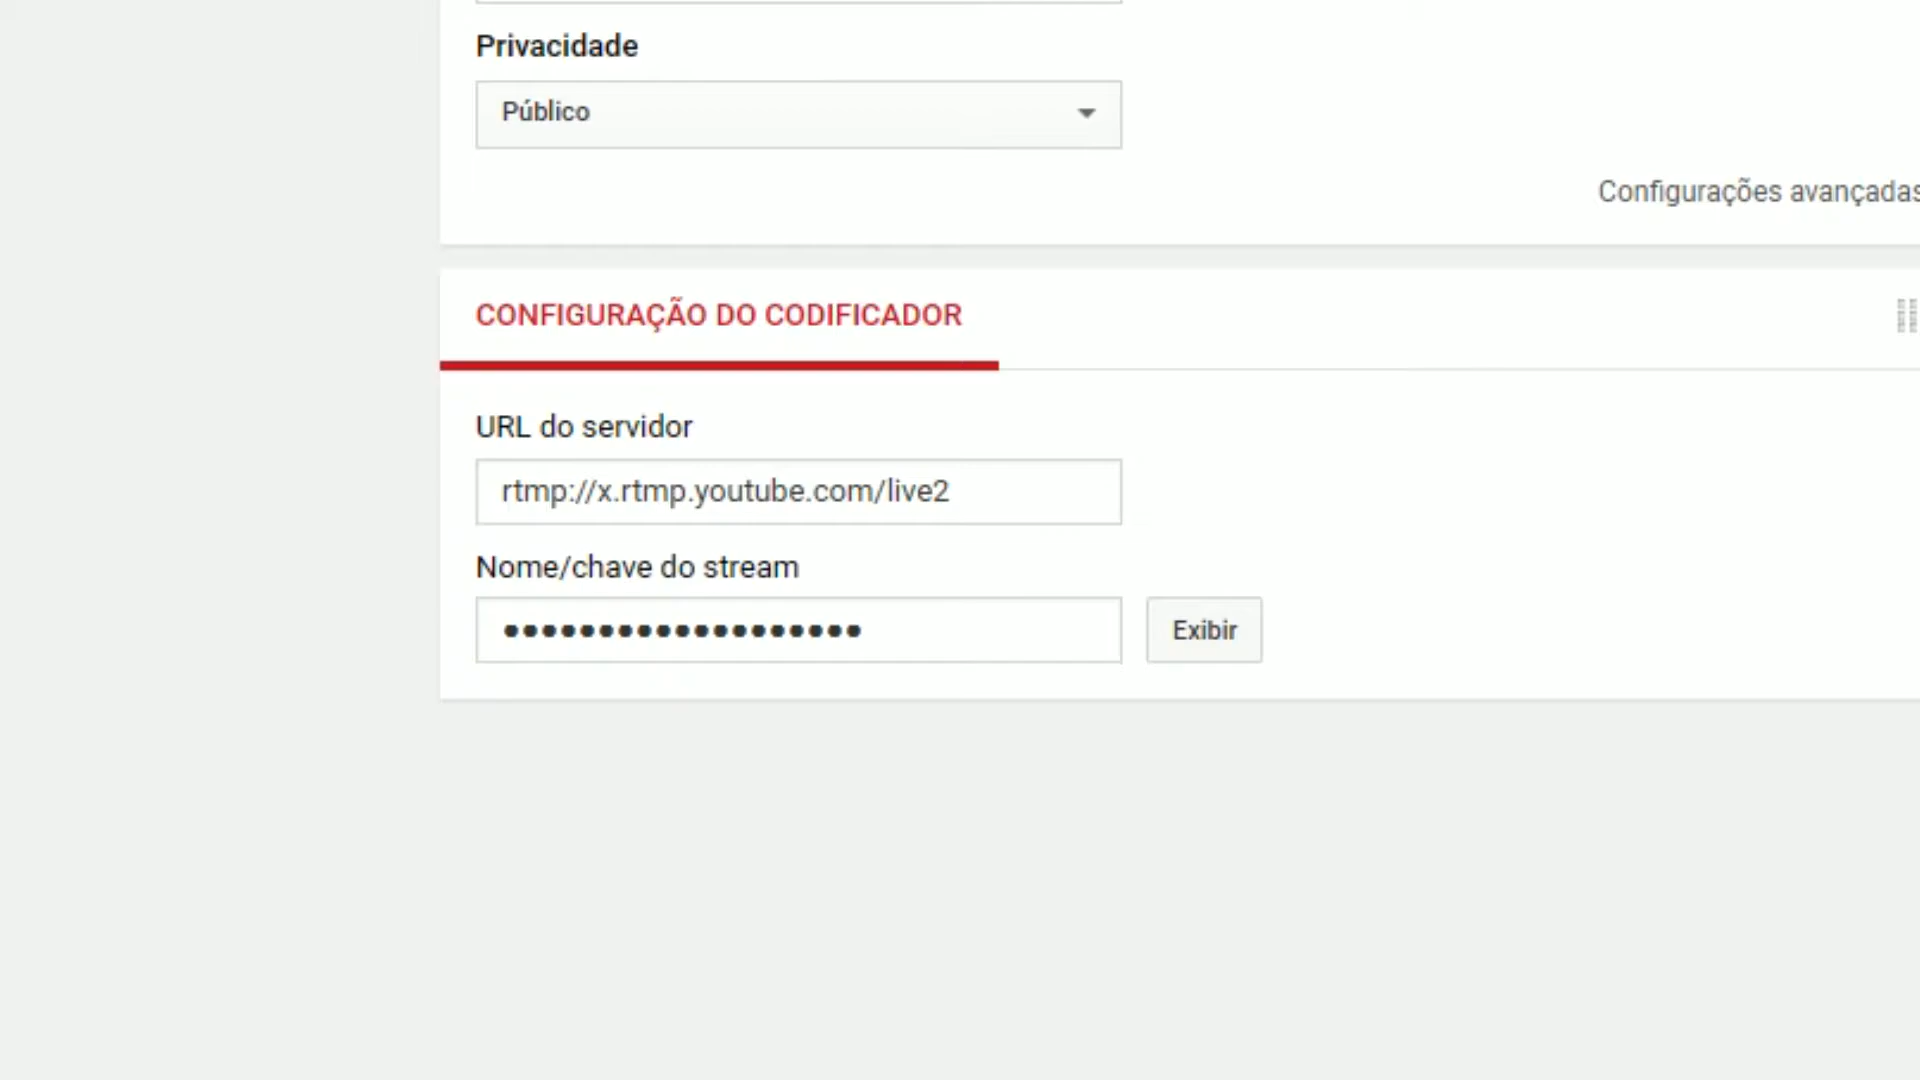 Privacidade
Público
Configurações avançadas
CONFIGURAÇÃO DO CODIFICADOR
URL do servidor
rtmp://x.rtmp.youtube.com/live2
Nome/chave do stream
•••••••••••••••••••
Exibir